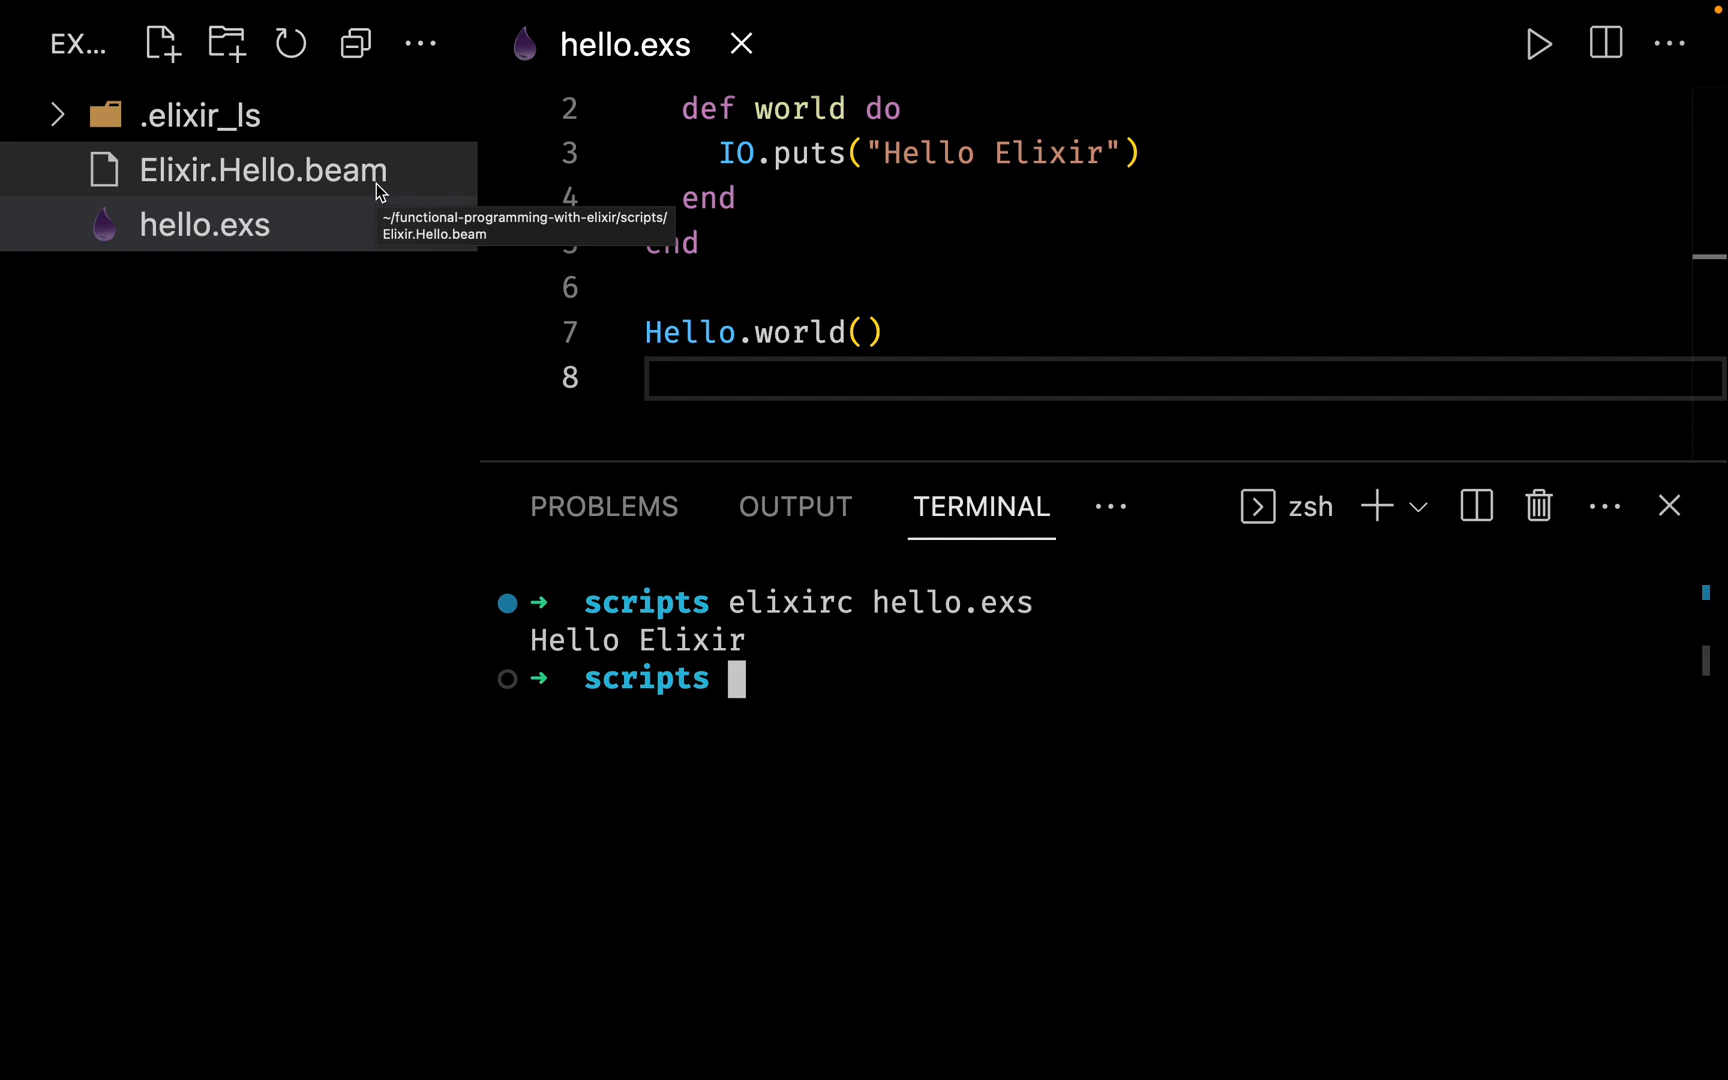 EX...
hello.exs
.elixir_ls
Elixir.Hello.beam
hello.exs
~/functional-programming-with-elixir/scripts/
Elixir.Hello.beam
2 def world do
3 IO.puts("Hello Elixir")
4 end
5 end
6
7 Hello.world()
8
PROBLEMS OUTPUT TERMINAL ... zsh
→ scripts elixirc hello.exs
Hello Elixir
→ scripts